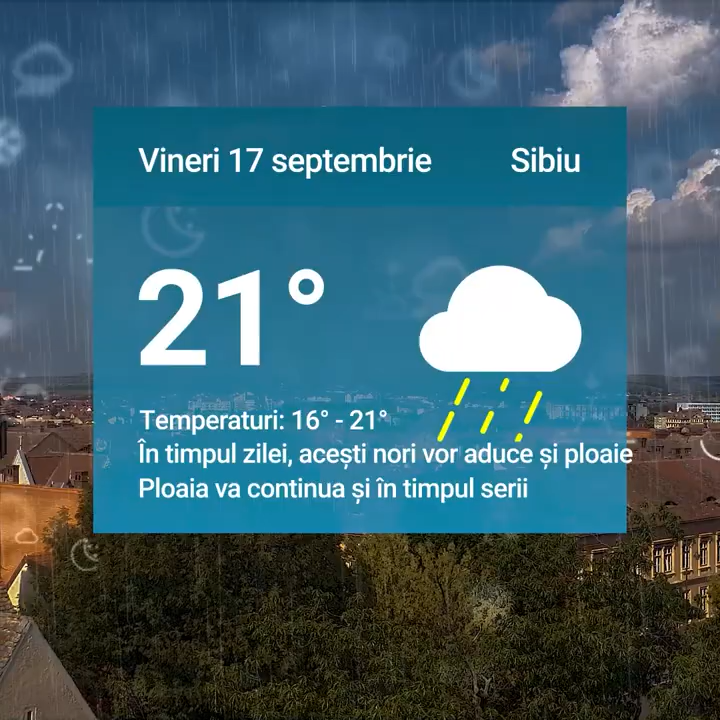 Vineri 17 septembrie Sibiu
21°
Temperaturi: 16° - 21°
În timpul zilei, acești nori vor aduce și ploaie
Ploaia va continua și în timpul serii